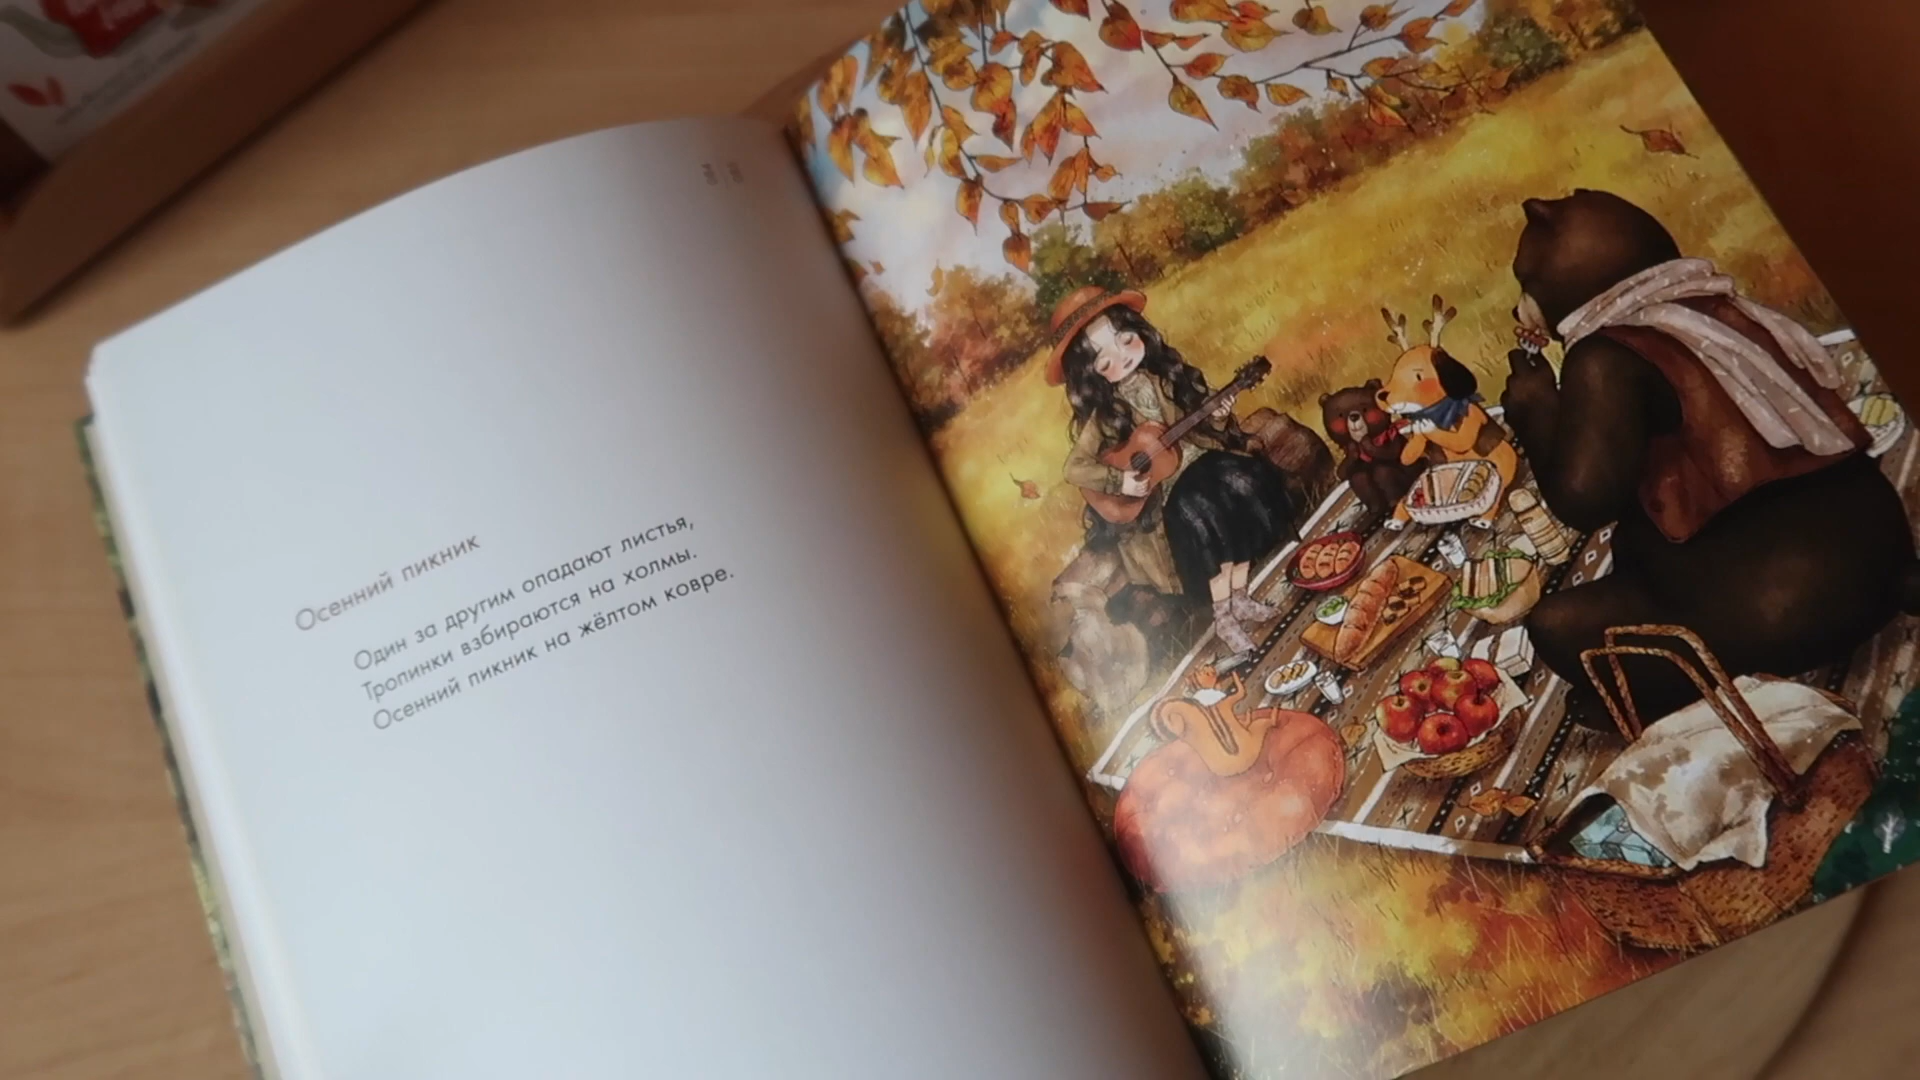 Осенний пикник
Один за другим опадают листья,
Тропинки взбираются на холмы.
Осенний пикник на жёлтом ковре.